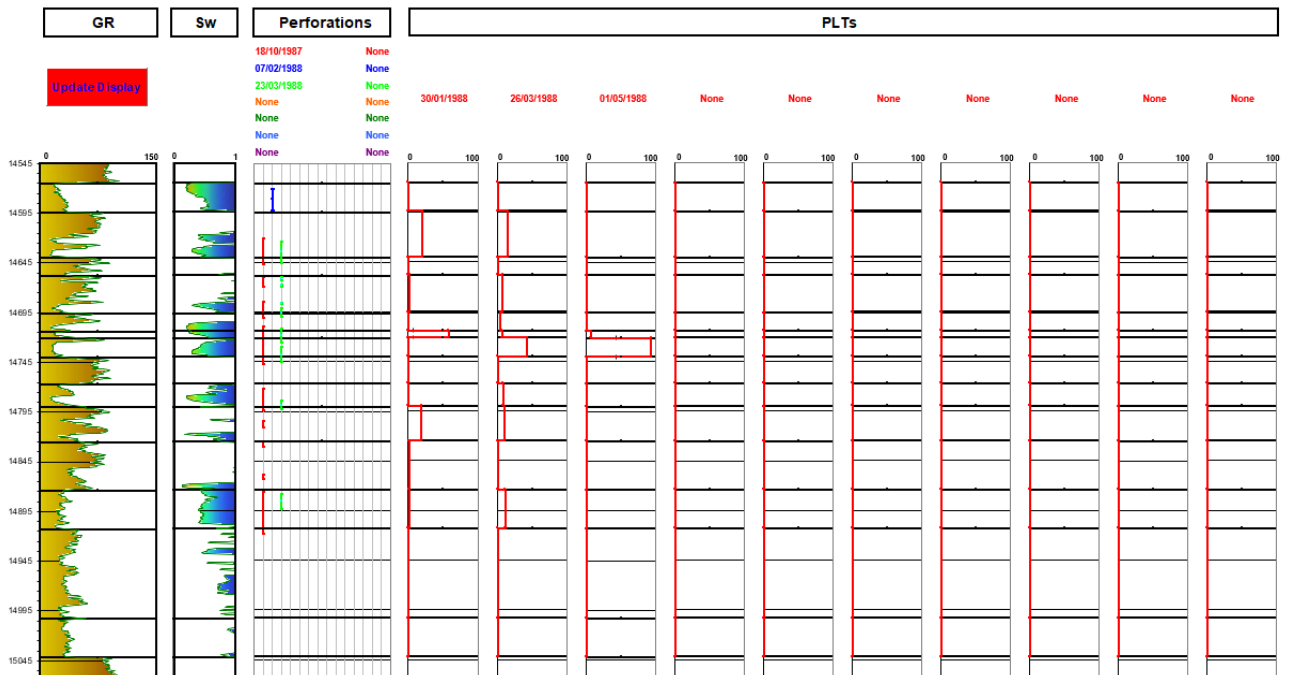 GR Sw Perforations PLTs
18/10/1987 None
07/02/1988 None
Update Display
23/03/1988 None
None None
30/01/1988 26/03/1988 01/05/1988 None None None None None None None
None None
None None
None None
0 150 0 1 0 100 0 100 0 100 0 100 0 100 0 100 0 100 0 100 0 100 0 100
14545
14595
14645
14695
14745
14795
14845
14895
14945
14995
15045